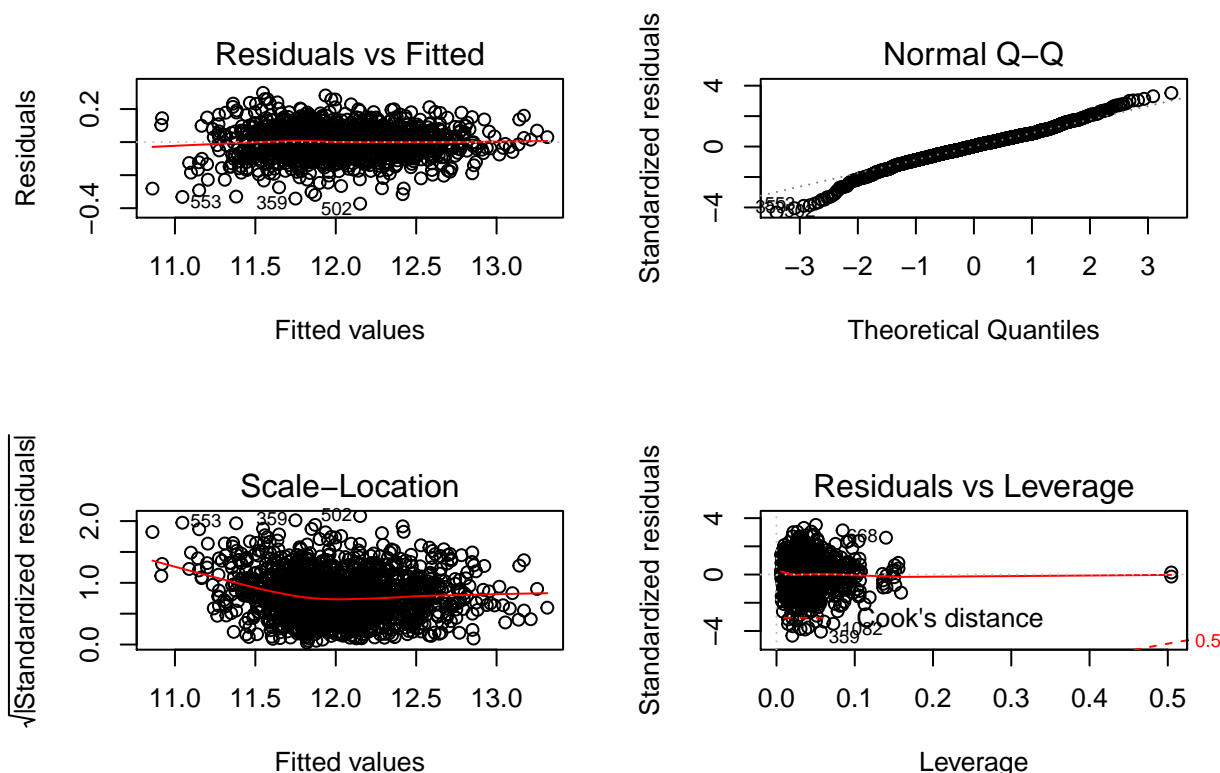 Residuals vs Fitted
Residuals
0.2
−0.4
553
359
502
11.0 11.5 12.0 12.5 13.0
Fitted values
Normal Q−Q
Standardized residuals
4
0
−4
−3 −2 −1 0 1 2 3
Theoretical Quantiles
Scale−Location
√|Standardized residuals|
2.0
1.0
0.0
553
359
502
11.0 11.5 12.0 12.5 13.0
Fitted values
Residuals vs Leverage
Standardized residuals
4
0
−4
Cook's distance
1082
359
0.5
0.0 0.1 0.2 0.3 0.4 0.5
Leverage